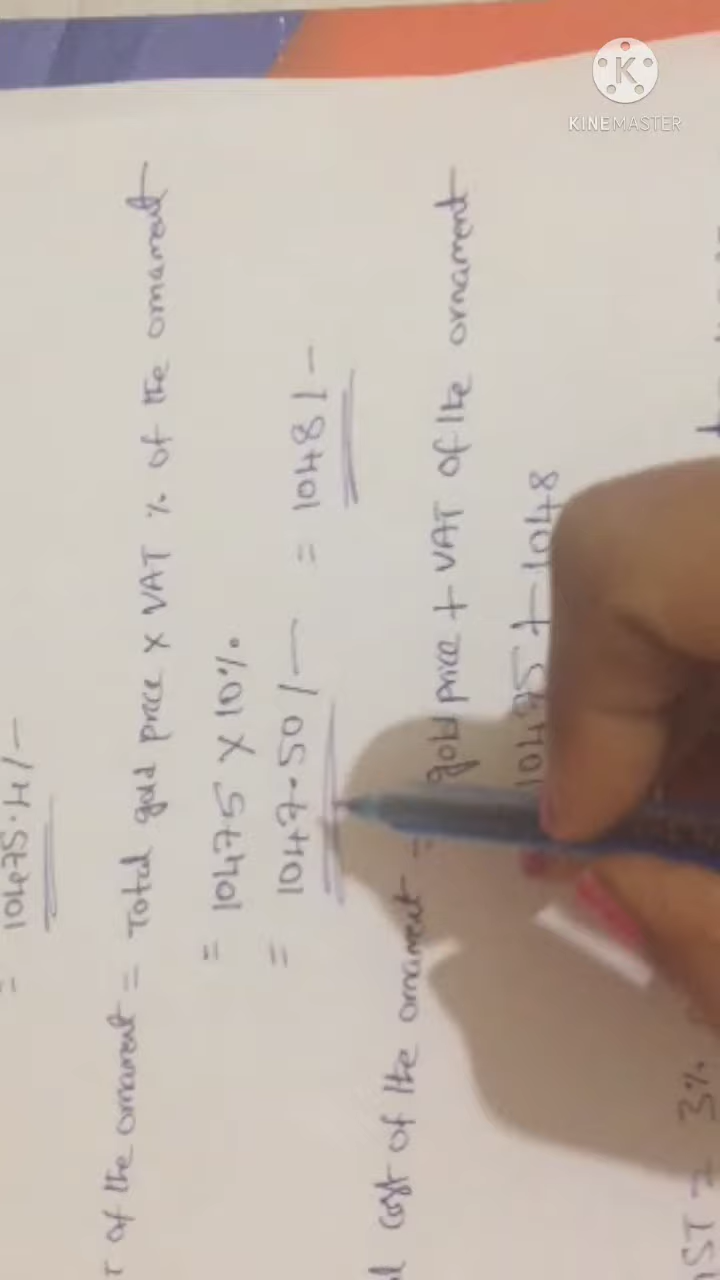 KINEMASTER
= 10475.4/-
of the ornament = Total gold price x VAT % of the ornament
= 10475 x 10%
= 1047.50/- = 1048/-
cost of the ornament = gold price + VAT of the ornament
10475 + 1048
3%